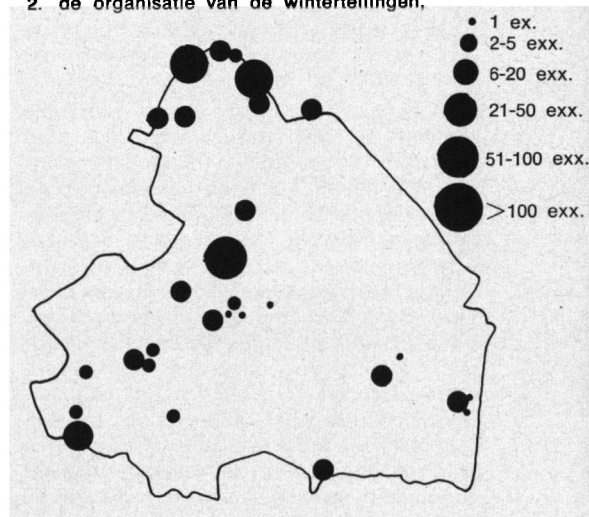 2. de organisatie van de wintertellingen,
1 ex.
2-5 exx.
6-20 exx.
21-50 exx.
51-100 exx.
>100 exx.